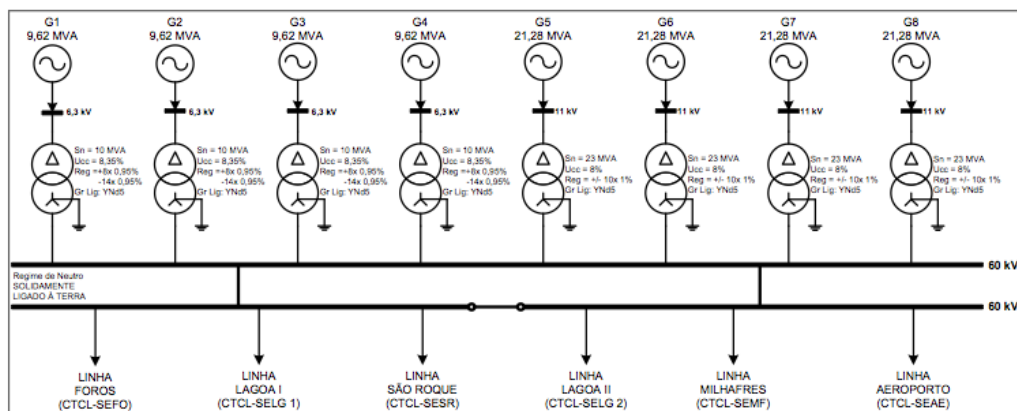 G1
9,62 MVA
G2
9,62 MVA
G3
9,62 MVA
G4
9,62 MVA
G5
21,28 MVA
G6
21,28 MVA
G7
21,28 MVA
G8
21,28 MVA
6,3 kV
6,3 kV
6,3 kV
6,3 kV
11 kV
11 kV
11 kV
11 kV
Sn = 10 MVA
Ucc = 8,35%
Reg =+8x 0,95%
-14x 0,95%
Gr Lig: YNd5
Sn = 10 MVA
Ucc = 8,35%
Reg =+8x 0,95%
-14x 0,95%
Gr Lig: YNd5
Sn = 10 MVA
Ucc = 8,35%
Reg =+8x 0,95%
-14x 0,95%
Gr Lig: YNd5
Sn = 10 MVA
Ucc = 8,35%
Reg =+8x 0,95%
-14x 0,95%
Gr Lig: YNd5
Sn = 23 MVA
Ucc = 8%
Reg = +/- 10x 1%
Gr Lig: YNd5
Sn = 23 MVA
Ucc = 8%
Reg = +/- 10x 1%
Gr Lig: YNd5
Sn = 23 MVA
Ucc = 8%
Reg = +/- 10x 1%
Gr Lig: YNd5
Sn = 23 MVA
Ucc = 8%
Reg = +/- 10x 1%
Gr Lig: YNd5
60 kV
Regime de Neutro
SOLIDAMENTE
LIGADO À TERRA
60 kV
LINHA
FOROS
(CTCL-SEFO)
LINHA
LAGOA I
(CTCL-SELG 1)
LINHA
SÃO ROQUE
(CTCL-SESR)
LINHA
LAGOA II
(CTCL-SELG 2)
LINHA
MILHAFRES
(CTCL-SEMF)
LINHA
AEROPORTO
(CTCL-SEAE)